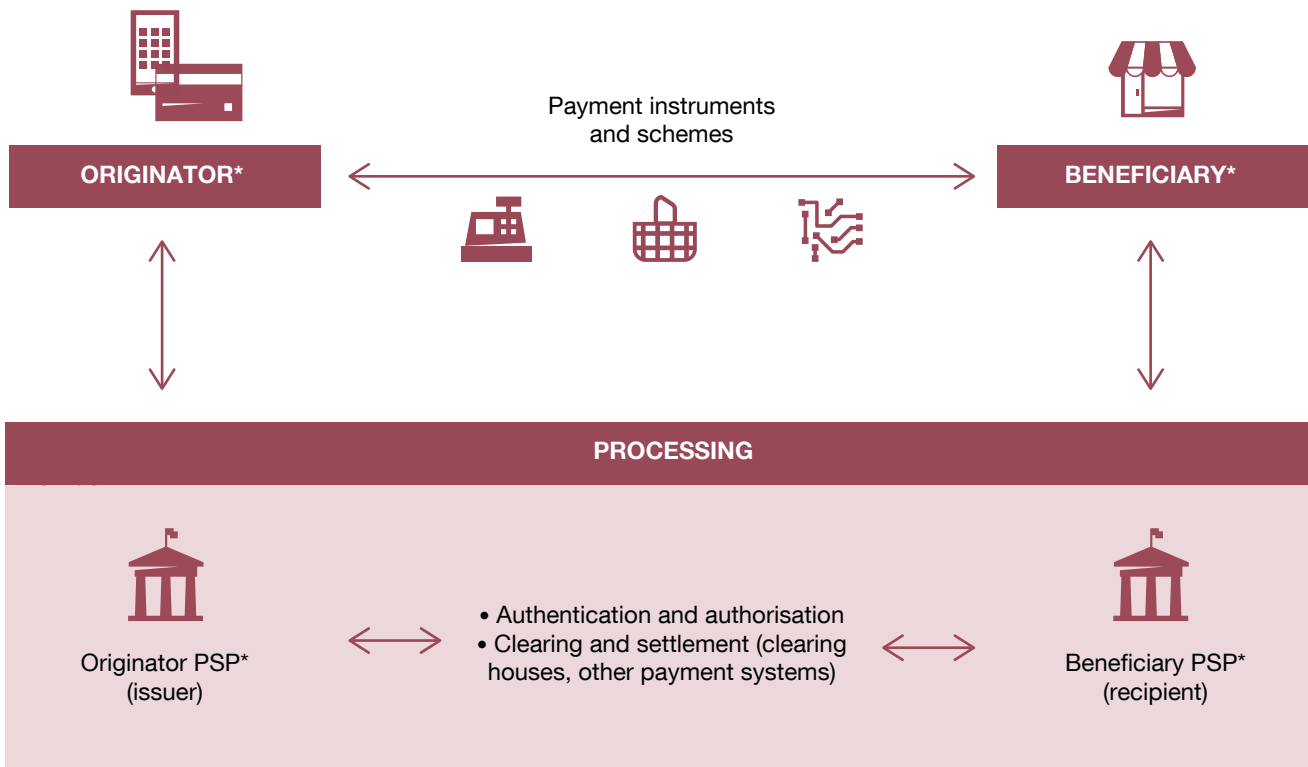 Payment instruments
and schemes
ORIGINATOR*
BENEFICIARY*
PROCESSING
• Authentication and authorisation
• Clearing and settlement (clearing
houses, other payment systems)
Originator PSP*
(issuer)
Beneficiary PSP*
(recipient)